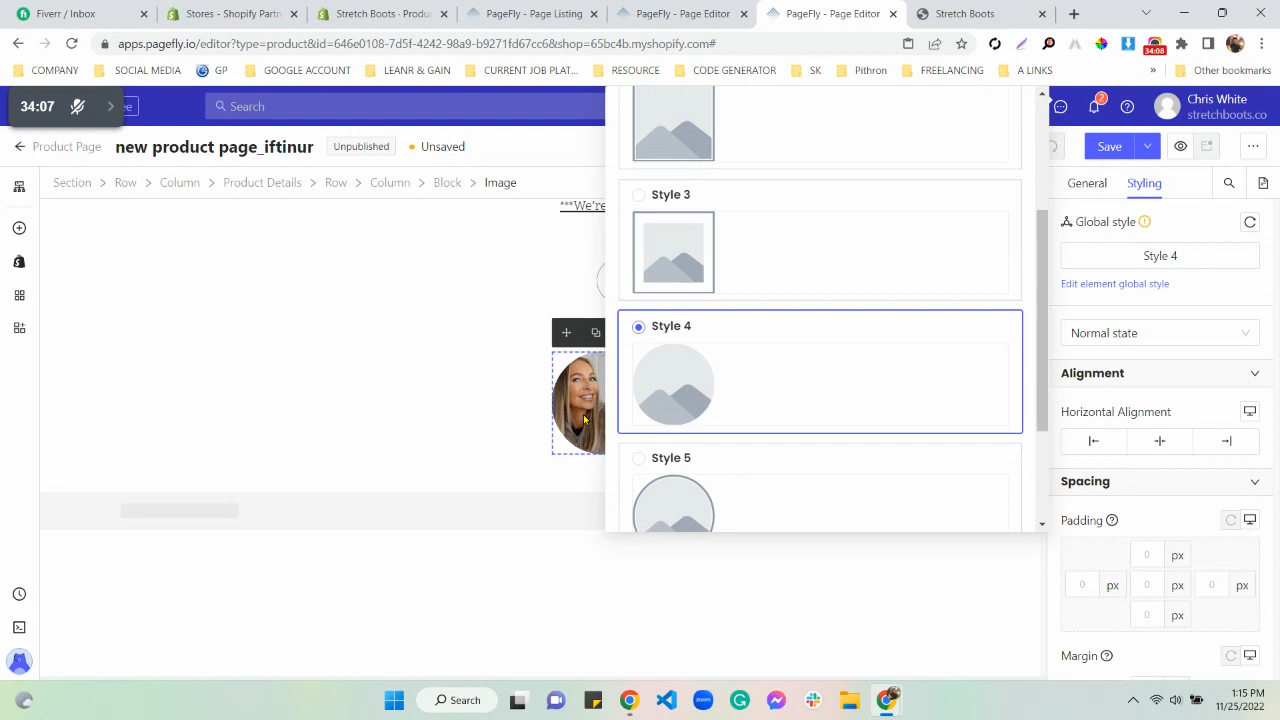 Fiverr / Inbox
Stores - Shopify Partn
Stretch Boots - Produ
PageFly - Page Listing
PageFly - Page Editor
PageFly - Page Editor
Stretch Boots
apps.pagefly.io/editor?type=product&id=
&shop=65bc4b.myshopify.com#
34:08
COMPANY
SOCIAL MEDIA
GP
GOOGLE ACCOUNT
LEANR & GAIN
CURRENT JOB PLAT...
RESOURCE
CODE GENERATOR
SK
Pithron
FREELANCING
A LINKS
»
Other bookmarks
34:07
Search
2
Chris White
stretchboots.co
Product Page
new product page_iftinur
Unpublished
Unsaved
Save
Section > Row > Column > Product Details > Row > Column > Block > Image
***We're
Style 3
Style 4
Style 5
General
Styling
Global style
Style 4
Edit element global style
Normal state
Alignment
Horizontal Alignment
Spacing
Padding
0 px
0 px 0 px 0 px
0 px
Margin
Search
zoom
1:15 PM
11/25/2022